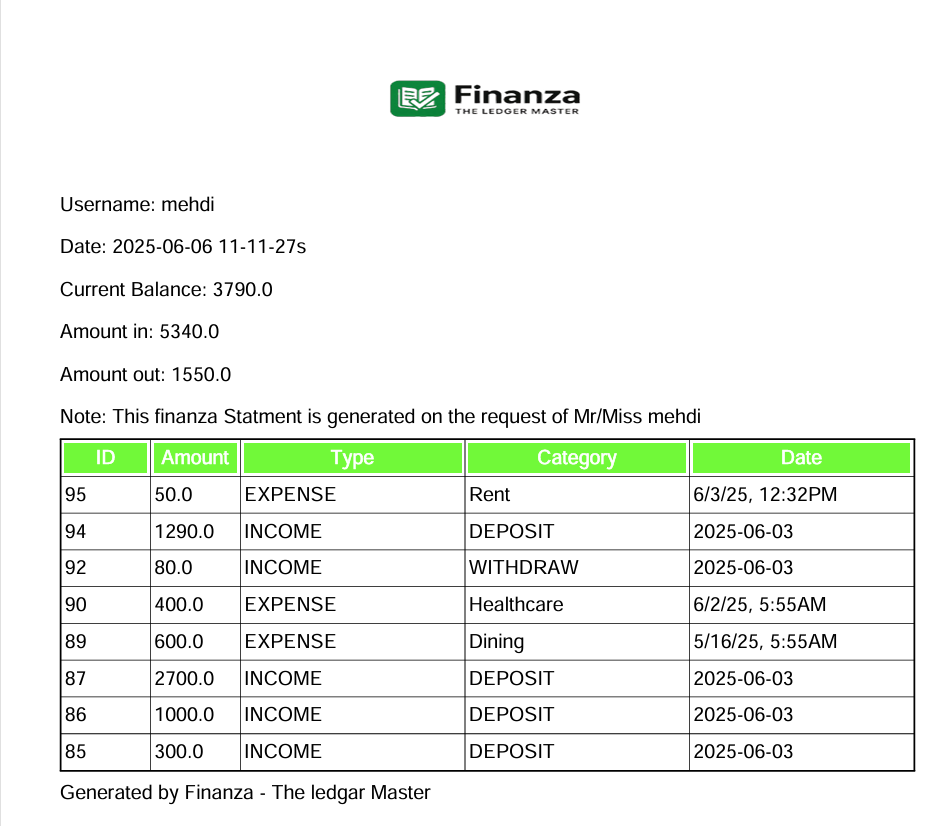 Finanza
THE LEDGER MASTER
Username: mehdi
Date: 2025-06-06 11-11-27s
Current Balance: 3790.0
Amount in: 5340.0
Amount out: 1550.0
Note: This finanza Statment is generated on the request of Mr/Miss mehdi
ID Amount Type Category Date
95 50.0 EXPENSE Rent 6/3/25, 12:32PM
94 1290.0 INCOME DEPOSIT 2025-06-03
92 80.0 INCOME WITHDRAW 2025-06-03
90 400.0 EXPENSE Healthcare 6/2/25, 5:55AM
89 600.0 EXPENSE Dining 5/16/25, 5:55AM
87 2700.0 INCOME DEPOSIT 2025-06-03
86 1000.0 INCOME DEPOSIT 2025-06-03
85 300.0 INCOME DEPOSIT 2025-06-03
Generated by Finanza - The ledgar Master